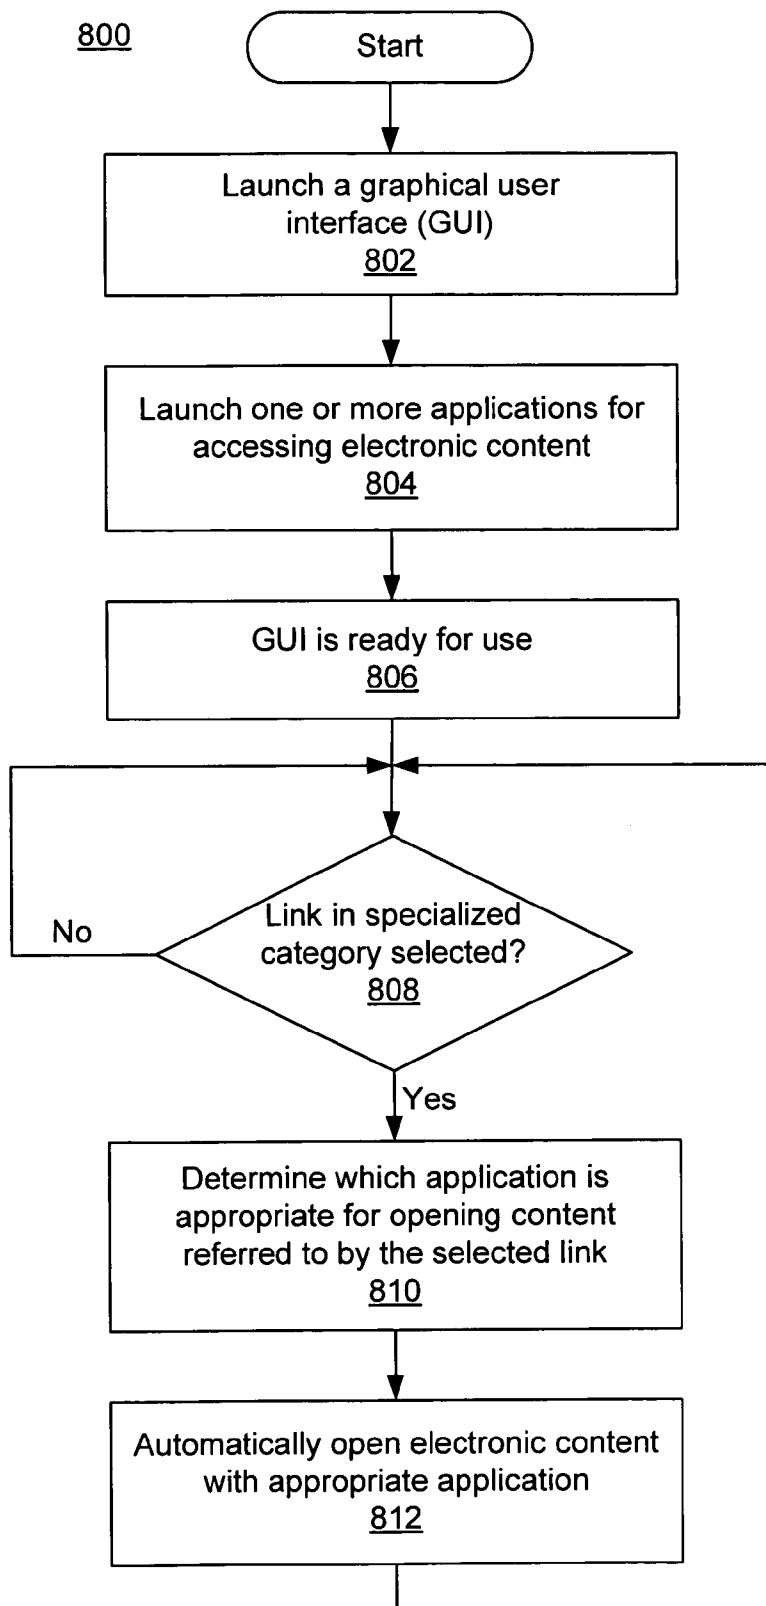 800
Start
Launch a graphical user
interface (GUI)
802
Launch one or more applications for
accessing electronic content
804
GUI is ready for use
806
Link in specialized
category selected?
808
No
Yes
Determine which application is
appropriate for opening content
referred to by the selected link
810
Automatically open electronic content
with appropriate application
812